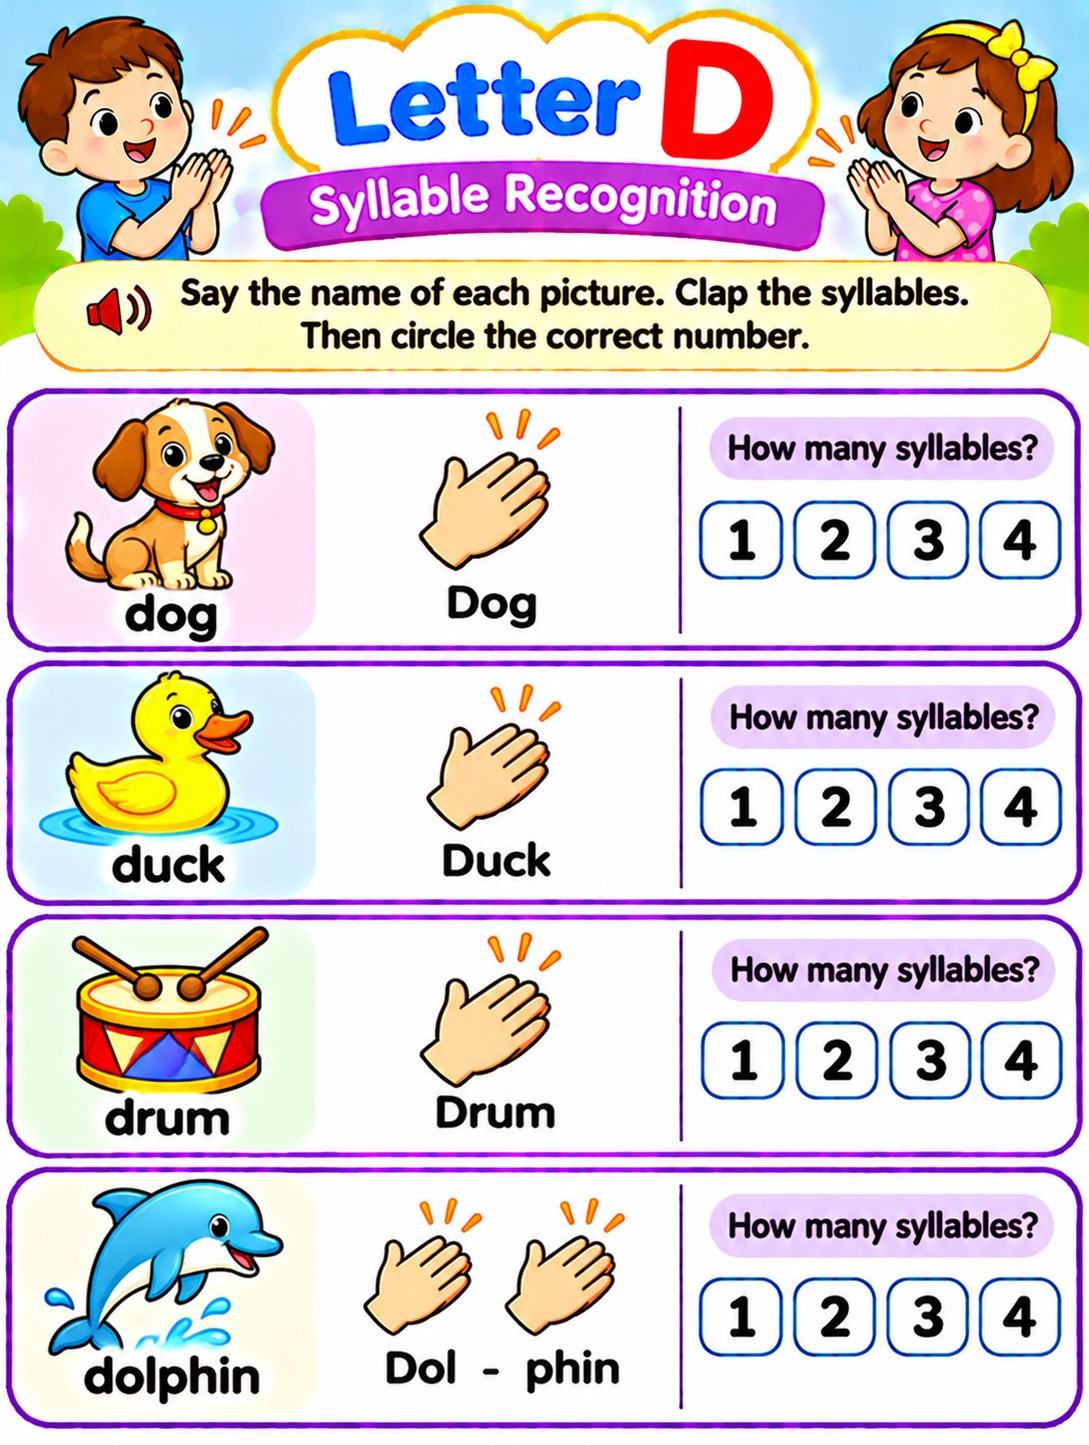 Letter D
Syllable Recognition
Say the name of each picture. Clap the syllables.
Then circle the correct number.
dog
Dog
How many syllables?
1 2 3 4
duck
Duck
How many syllables?
1 2 3 4
drum
Drum
How many syllables?
1 2 3 4
dolphin
Dol - phin
How many syllables?
1 2 3 4